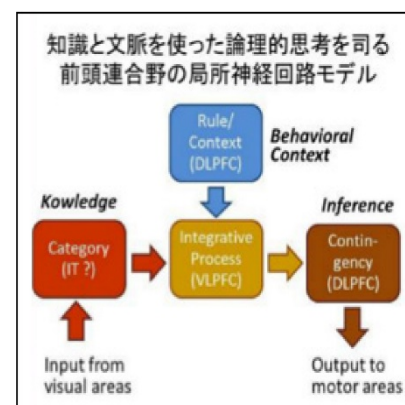 知識と文脈を使った論理的思考を司る
前頭連合野の局所神経回路モデル
Rule/
Context
(DLPFC)
Behavioral
Context
Kowledge
Inference
Category
(IT ?)
Integrative
Process
(VLPFC)
Contin-
gency
(DLPFC)
Input from
visual areas
Output to
motor areas